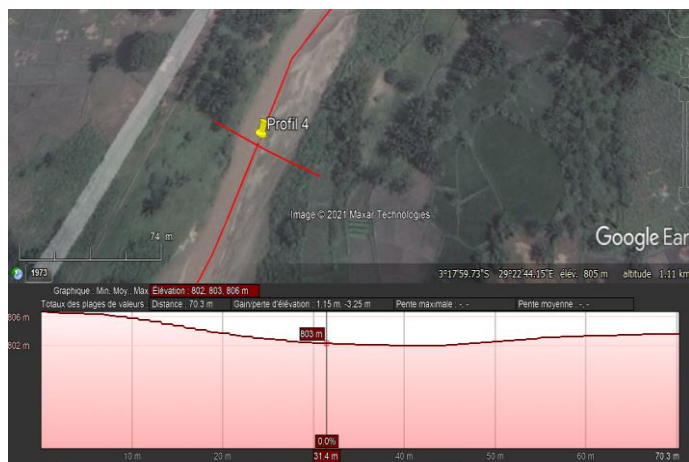 Profil 4
Image © 2021 Maxar Technologies
74 m
Google Ear
1973
3°17'59.73"S 29°22'44.15"E élév. 805 m altitude 1.11 km
Graphique : Min. Moy.. Max Élévation : 802, 803, 806 m
Totaux des plages de valeurs : Distance : 70.3 m Gain/perte d'élévation : 1.15 m. -3.25 m Pente maximale : -. - Pente moyenne : -. -
806 m
803 m
802 m
0.0%
10 m 20 m 31.4 m 40 m 50 m 60 m 70.3 m